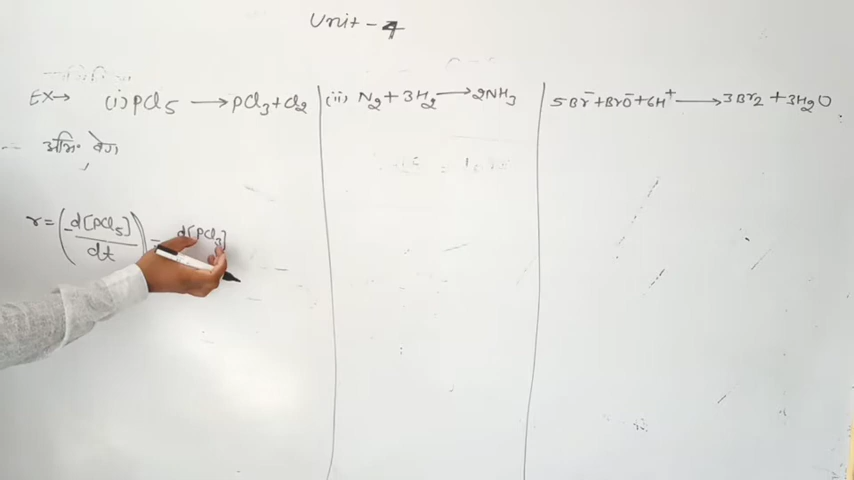 Unit-4
EX→ (i) PCl5 ⟶ PCl3+Cl2
(ii) N2+3H2 ⟶ 2NH3
5Br⁻+BrO⁻+6H⁺ ⟶ 3Br2+3H2O
अभि. वेग
r=(-d[PCl5]/dt) = d[PCl3]